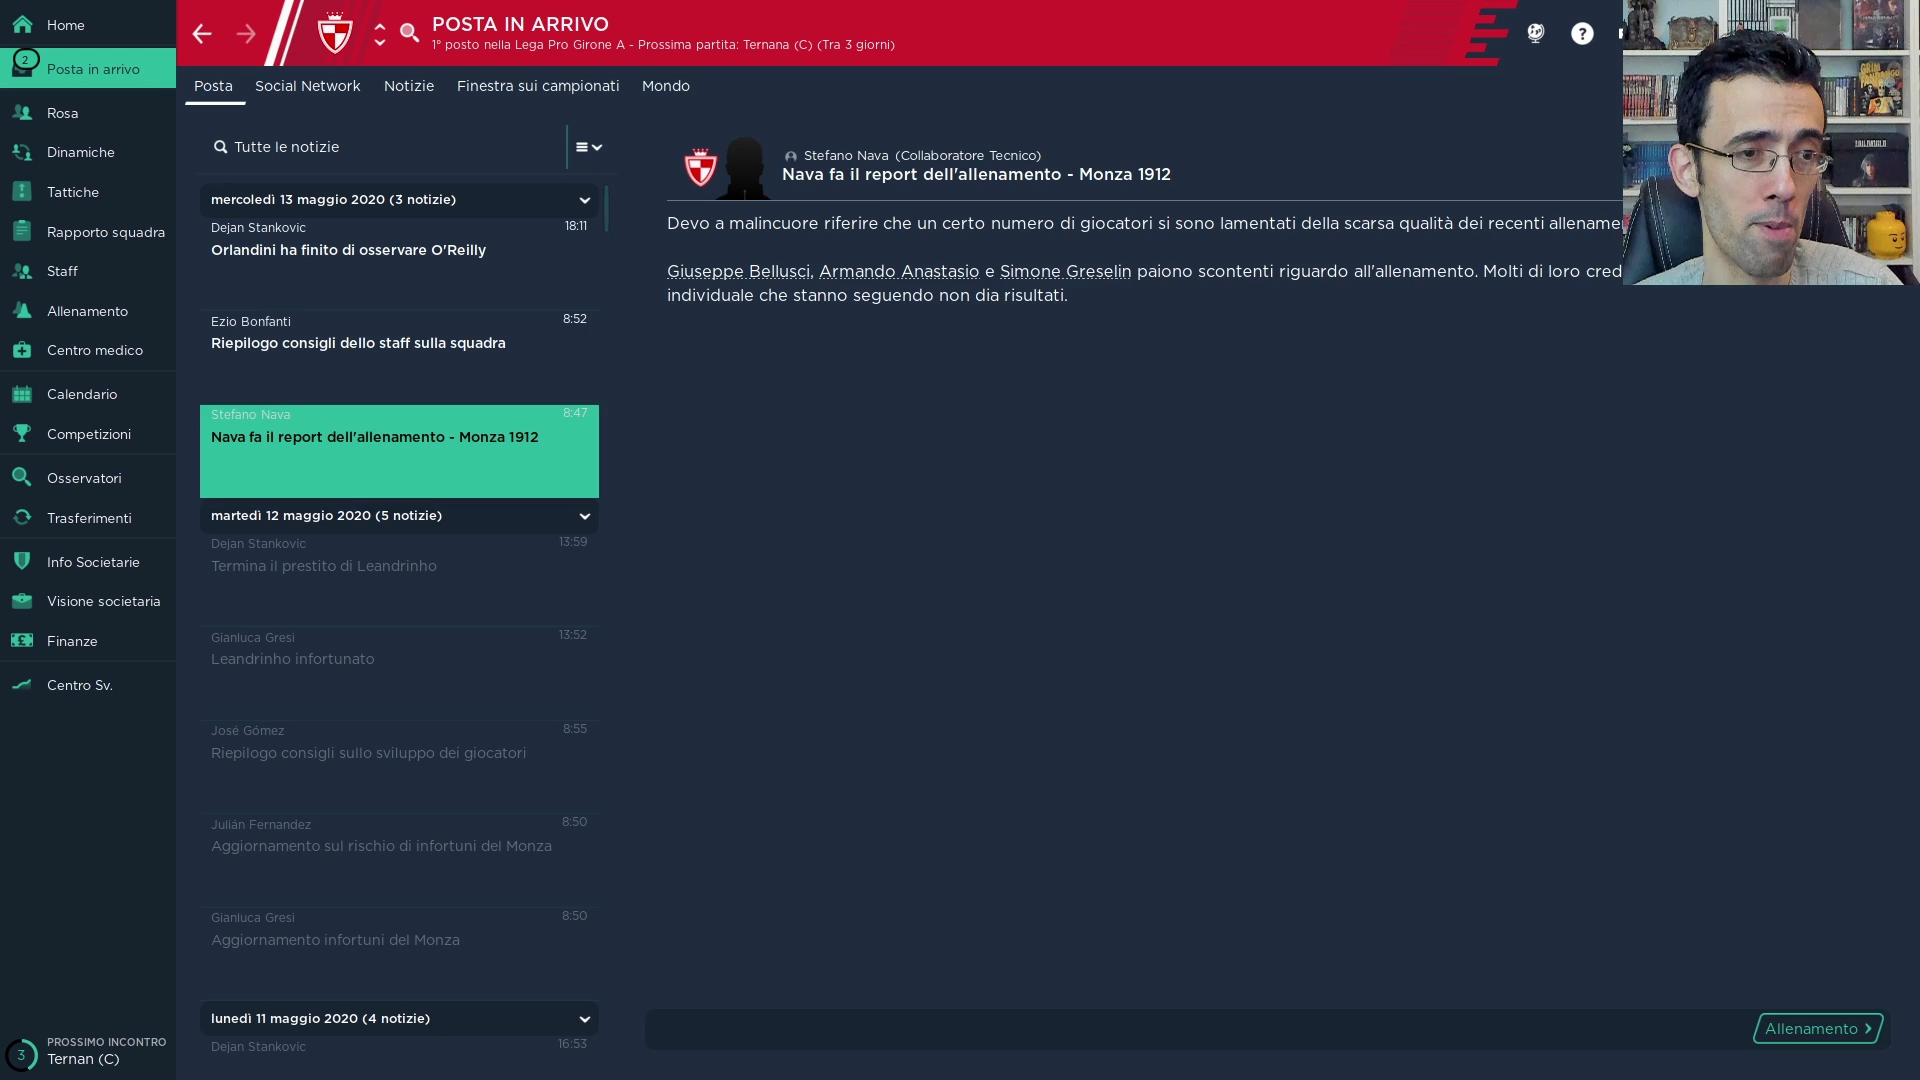 Home
2
Posta in arrivo
Rosa
Dinamiche
Tattiche
Rapporto squadra
Staff
Allenamento
Centro medico
Calendario
Competizioni
Osservatori
Trasferimenti
Info Societarie
Visione societaria
Finanze
Centro Sv.
3
PROSSIMO INCONTRO
Ternan (C)
POSTA IN ARRIVO
1° posto nella Lega Pro Girone A - Prossima partita: Ternana (C) (Tra 3 giorni)
?
Posta Social Network Notizie Finestra sui campionati Mondo
Tutte le notizie
mercoledì 13 maggio 2020 (3 notizie)
Dejan Stankovic 18:11
Orlandini ha finito di osservare O'Reilly
Ezio Bonfanti 8:52
Riepilogo consigli dello staff sulla squadra
Stefano Nava 8:47
Nava fa il report dell'allenamento - Monza 1912
martedì 12 maggio 2020 (5 notizie)
Dejan Stankovic 13:59
Termina il prestito di Leandrinho
Gianluca Gresi 13:52
Leandrinho infortunato
José Gómez 8:55
Riepilogo consigli sullo sviluppo dei giocatori
Julián Fernandez 8:50
Aggiornamento sul rischio di infortuni del Monza
Gianluca Gresi 8:50
Aggiornamento infortuni del Monza
lunedì 11 maggio 2020 (4 notizie)
Dejan Stankovic 16:53
Stefano Nava (Collaboratore Tecnico)
Nava fa il report dell'allenamento - Monza 1912
Devo a malincuore riferire che un certo numero di giocatori si sono lamentati della scarsa qualità dei recenti allename
Giuseppe Bellusci, Armando Anastasio e Simone Greselin paiono scontenti riguardo all'allenamento. Molti di loro cred
individuale che stanno seguendo non dia risultati.
Allenamento
GRIM
FANDANGO